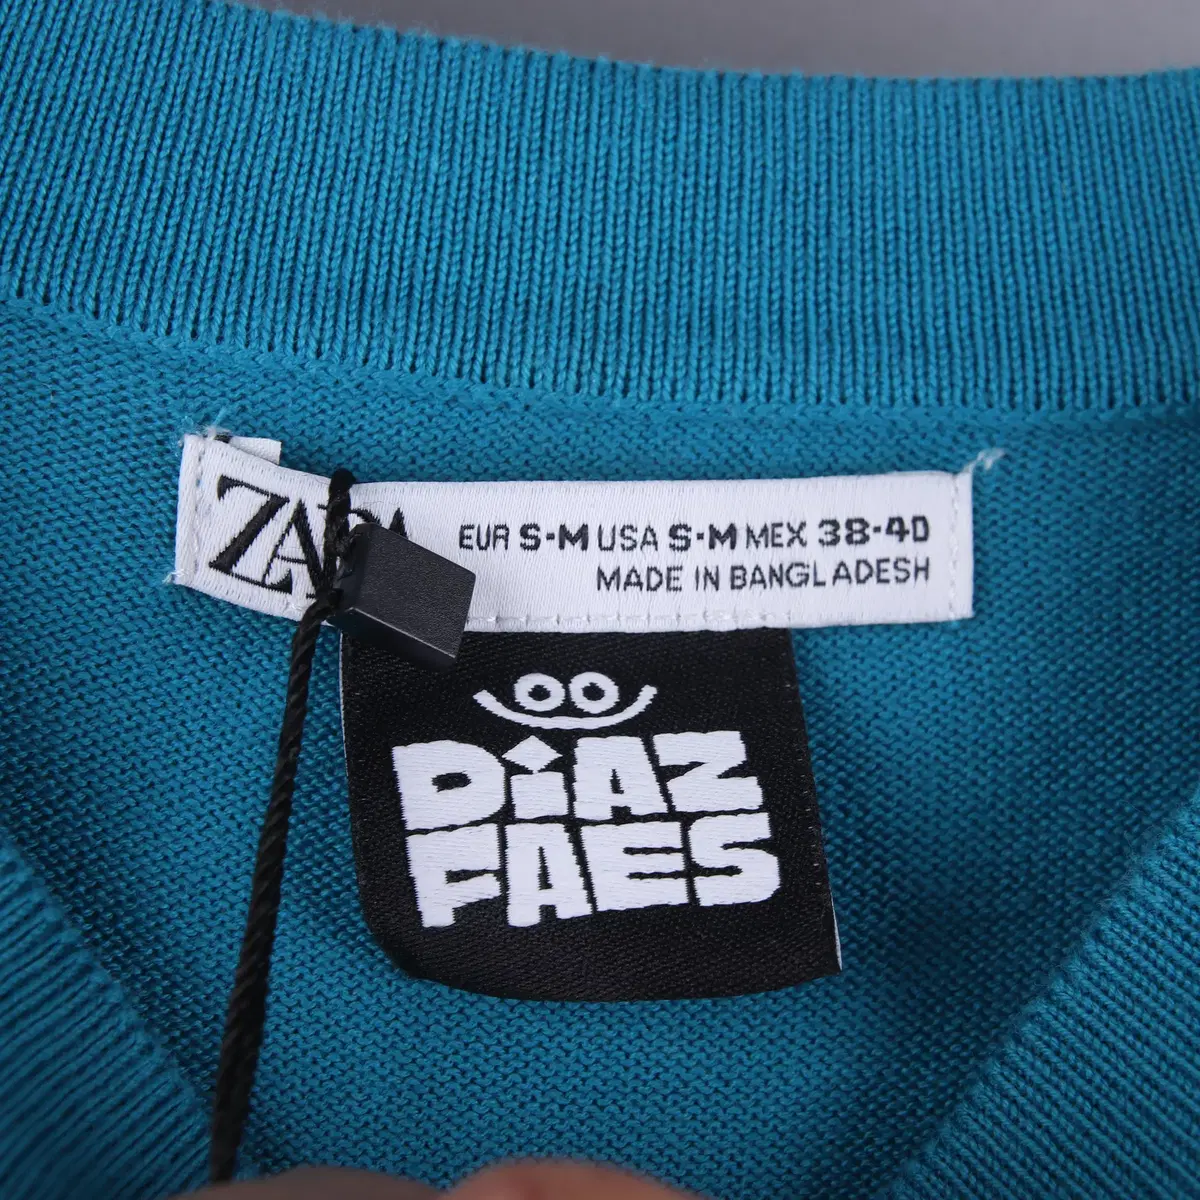 ZARA
EUR S-M USA S-M MEX 38-40
MADE IN BANGLADESH
DiAZ
FAES